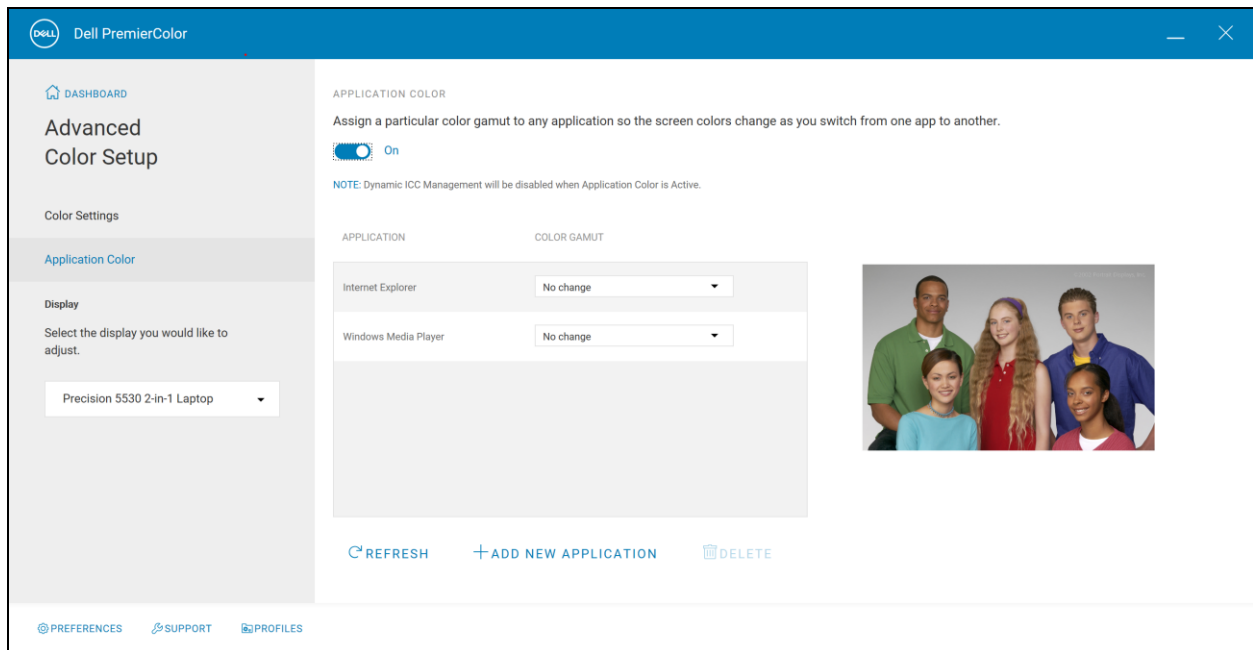 DELL Dell PremierColor
DASHBOARD
Advanced
Color Setup
Color Settings
Application Color
Display
Select the display you would like to
adjust.
Precision 5530 2-in-1 Laptop
APPLICATION COLOR
Assign a particular color gamut to any application so the screen colors change as you switch from one app to another.
On
NOTE: Dynamic ICC Management will be disabled when Application Color is Active.
APPLICATION COLOR GAMUT
Internet Explorer No change
Windows Media Player No change
REFRESH ADD NEW APPLICATION DELETE
PREFERENCES SUPPORT PROFILES